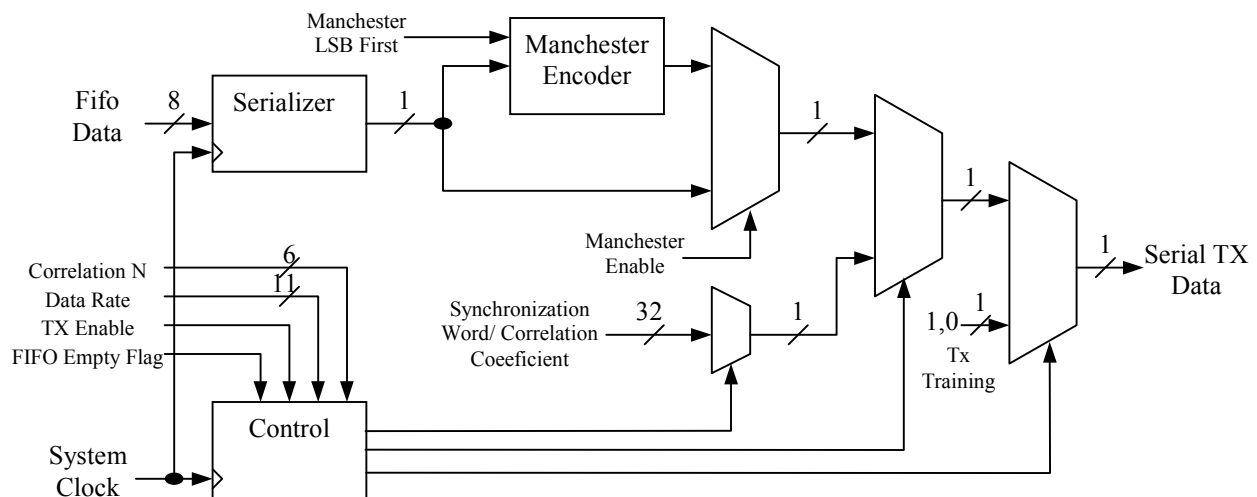 Manchester
LSB First
Manchester
Encoder
Fifo
Data
8
Serializer
1
1
1
1
Manchester
Enable
Serial TX
Data
1
Correlation N
6
Data Rate
11
TX Enable
FIFO Empty Flag
Synchronization
Word/ Correlation
Coeeficient
32
1
1,0
1
Tx
Training
Control
System
Clock